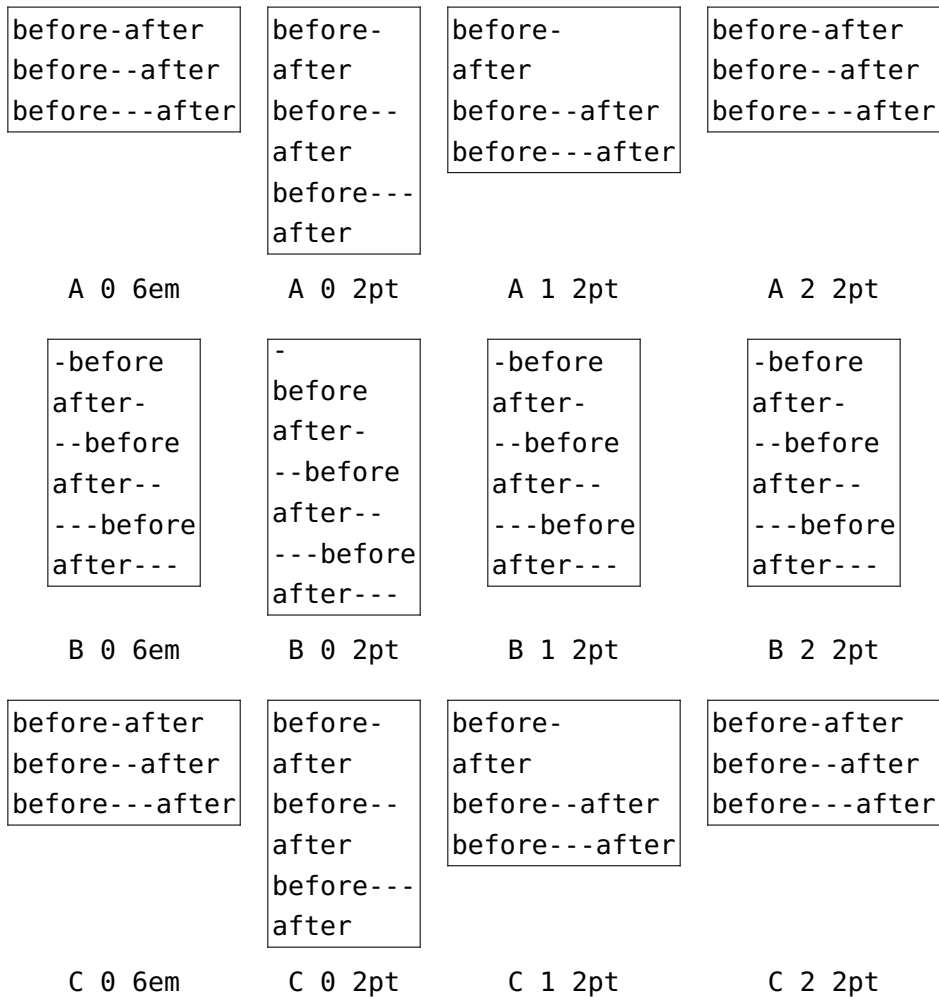 before-after
before--after
before---after
A 0 6em
before-
after
before--
after
before---
after
A 0 2pt
before-
after
before--after
before---after
A 1 2pt
before-after
before--after
before---after
A 2 2pt
-before
after-
--before
after--
---before
after---
B 0 6em
-
before
after-
--before
after--
---before
after---
B 0 2pt
-before
after-
--before
after--
---before
after---
B 1 2pt
-before
after-
--before
after--
---before
after---
B 2 2pt
before-after
before--after
before---after
C 0 6em
before-
after
before--
after
before---
after
C 0 2pt
before-
after
before--after
before---after
C 1 2pt
before-after
before--after
before---after
C 2 2pt